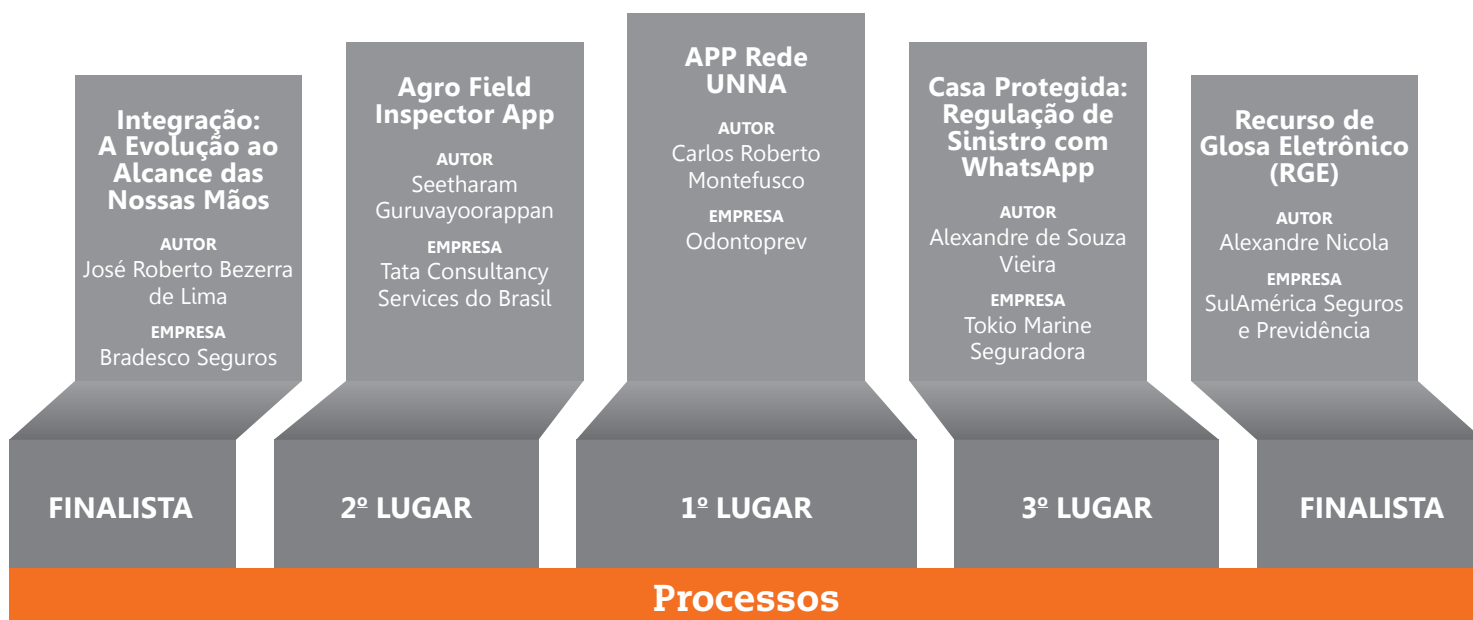 Integração:
A Evolução ao
Alcance das
Nossas Mãos
AUTOR
José Roberto Bezerra
de Lima
EMPRESA
Bradesco Seguros
FINALISTA
Agro Field
Inspector App
AUTOR
Seetharam
Guruvayoorappan
EMPRESA
Tata Consultancy
Services do Brasil
2º LUGAR
APP Rede
UNNA
AUTOR
Carlos Roberto
Montefusco
EMPRESA
Odontoprev
1º LUGAR
Casa Protegida:
Regulação de
Sinistro com
WhatsApp
AUTOR
Alexandre de Souza
Vieira
EMPRESA
Tokio Marine
Seguradora
3º LUGAR
Recurso de
Glosa Eletrônico
(RGE)
AUTOR
Alexandre Nicola
EMPRESA
SulAmérica Seguros
e Previdência
FINALISTA
Processos